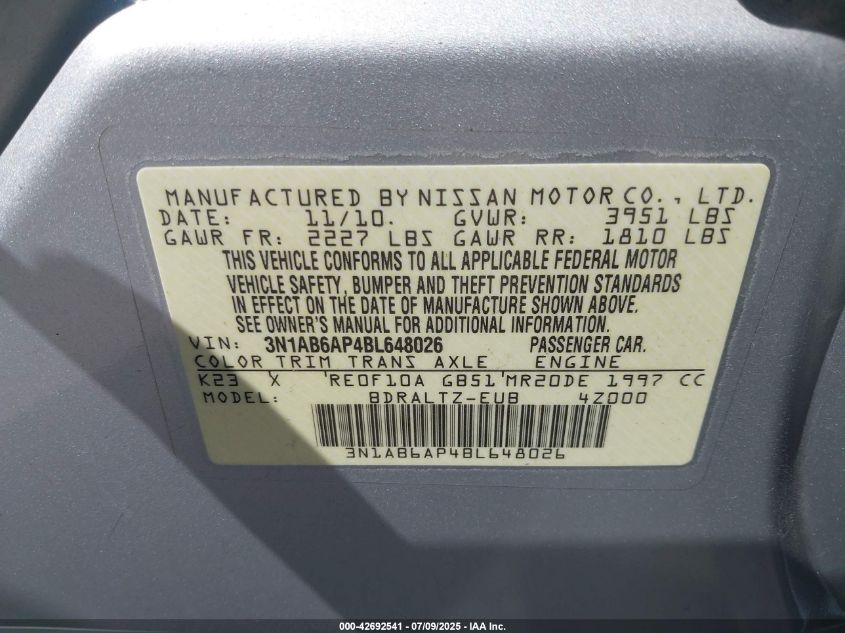 MANUFACTURED BY NISSAN MOTOR CO., LTD.
DATE: 11/10. GVWR: 3951 LBS
GAWR FR: 2227 LBS GAWR RR: 1810 LBS
THIS VEHICLE CONFORMS TO ALL APPLICABLE FEDERAL MOTOR
VEHICLE SAFETY, BUMPER AND THEFT PREVENTION STANDARDS
IN EFFECT ON THE DATE OF MANUFACTURE SHOWN ABOVE.
SEE OWNER'S MANUAL FOR ADDITIONAL INFORMATION.
VIN: 3N1AB6AP4BL648026 PASSENGER CAR.
COLOR TRIM TRANS AXLE ENGINE
K23 X 'RE0F10A GB51'MR20DE 1997 CC
MODEL: BDRALTZ-EUB 4Z000
3N1AB6AP4BL648026
000-42692541 / 07/09/2025 - IAA Inc.